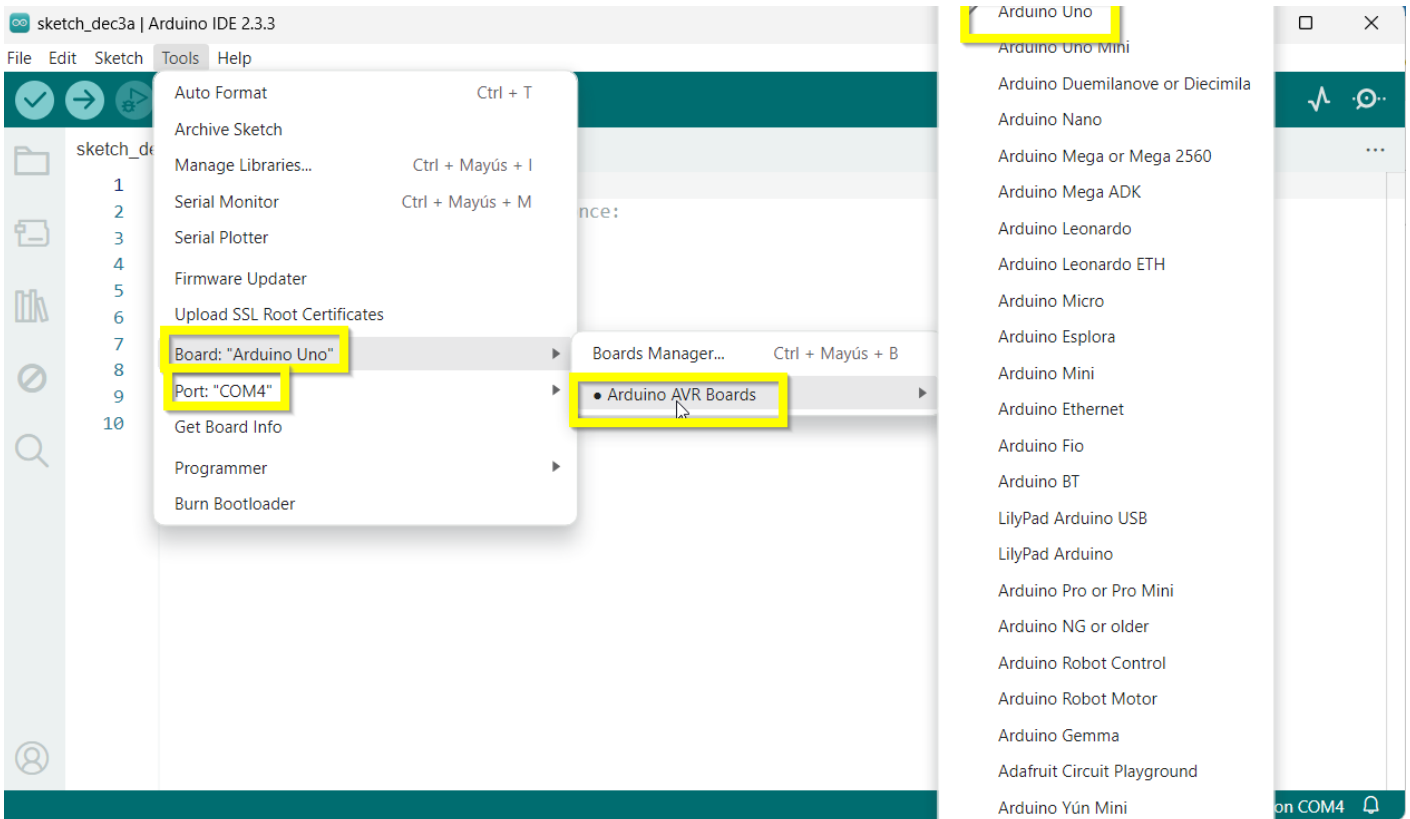 sketch_dec3a | Arduino IDE 2.3.3
File Edit Sketch Tools Help
sketch_de
1
2
3
4
5
6
7
8
9
10
nce:
Auto Format Ctrl + T
Archive Sketch
Manage Libraries... Ctrl + Mayús + I
Serial Monitor Ctrl + Mayús + M
Serial Plotter
Firmware Updater
Upload SSL Root Certificates
Board: "Arduino Uno"
Port: "COM4"
Get Board Info
Programmer
Burn Bootloader
Boards Manager... Ctrl + Mayús + B
● Arduino AVR Boards
Arduino Uno
Arduino Uno Mini
Arduino Duemilanove or Diecimila
Arduino Nano
Arduino Mega or Mega 2560
Arduino Mega ADK
Arduino Leonardo
Arduino Leonardo ETH
Arduino Micro
Arduino Esplora
Arduino Mini
Arduino Ethernet
Arduino Fio
Arduino BT
LilyPad Arduino USB
LilyPad Arduino
Arduino Pro or Pro Mini
Arduino NG or older
Arduino Robot Control
Arduino Robot Motor
Arduino Gemma
Adafruit Circuit Playground
Arduino Yún Mini
on COM4